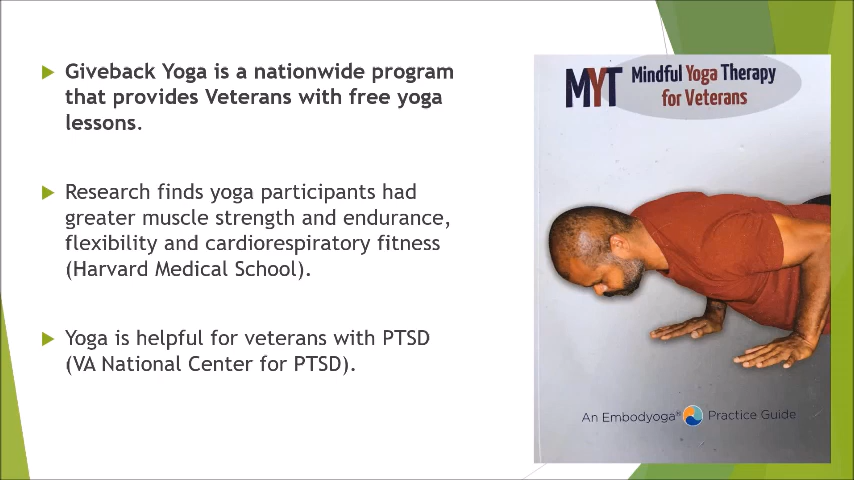 Giveback Yoga is a nationwide program
that provides Veterans with free yoga
lessons.
Research finds yoga participants had
greater muscle strength and endurance,
flexibility and cardiorespiratory fitness
(Harvard Medical School).
Yoga is helpful for veterans with PTSD
(VA National Center for PTSD).
MYT Mindful Yoga Therapy
for Veterans
An Embodyoga® Practice Guide